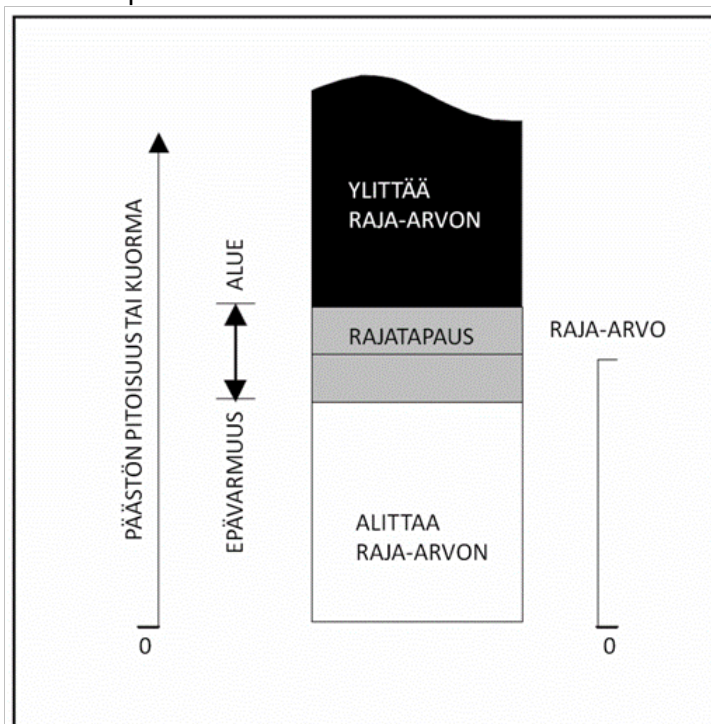 PÄÄSTÖN PITOISUUS TAI KUORMA
EPÄVARMUUS ALUE
YLITTÄÄ
RAJA-ARVON
RAJATAPAUS
RAJA-ARVO
ALITTAA
RAJA-ARVON
0
0